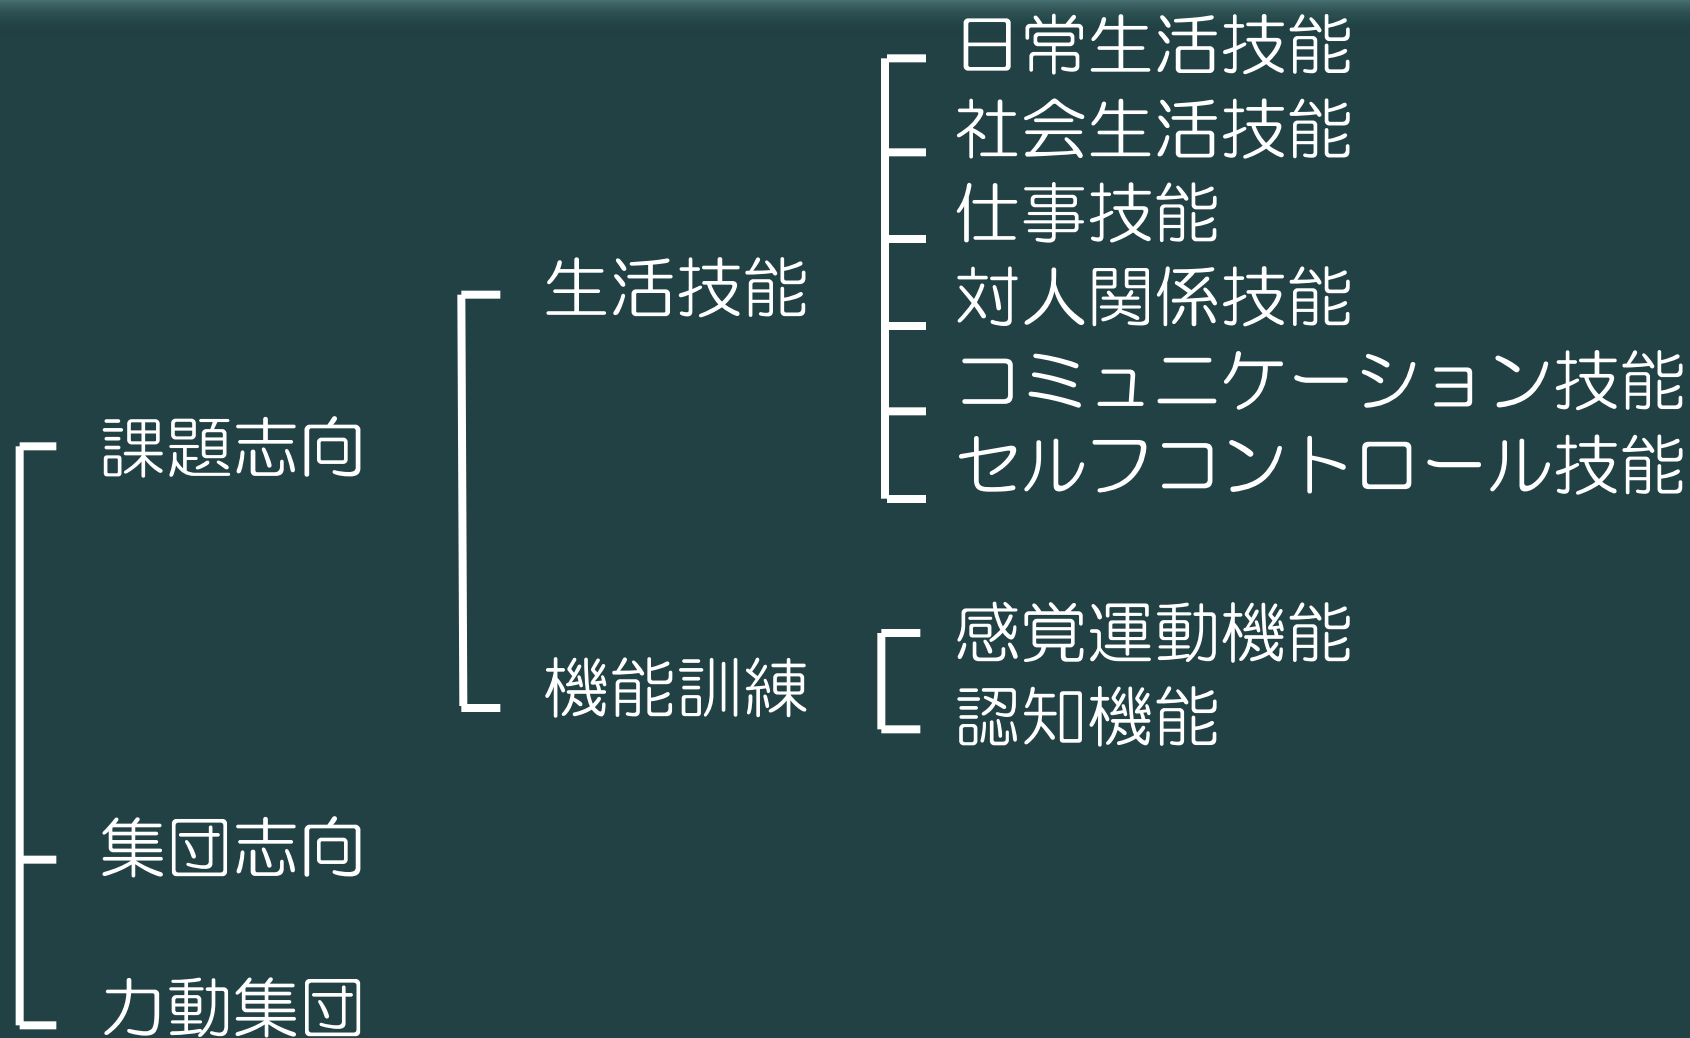 日常生活技能
社会生活技能
仕事技能
対人関係技能
コミュニケーション技能
セルフコントロール技能
生活技能
課題志向
感覚運動機能
認知機能
機能訓練
集団志向
力動集団